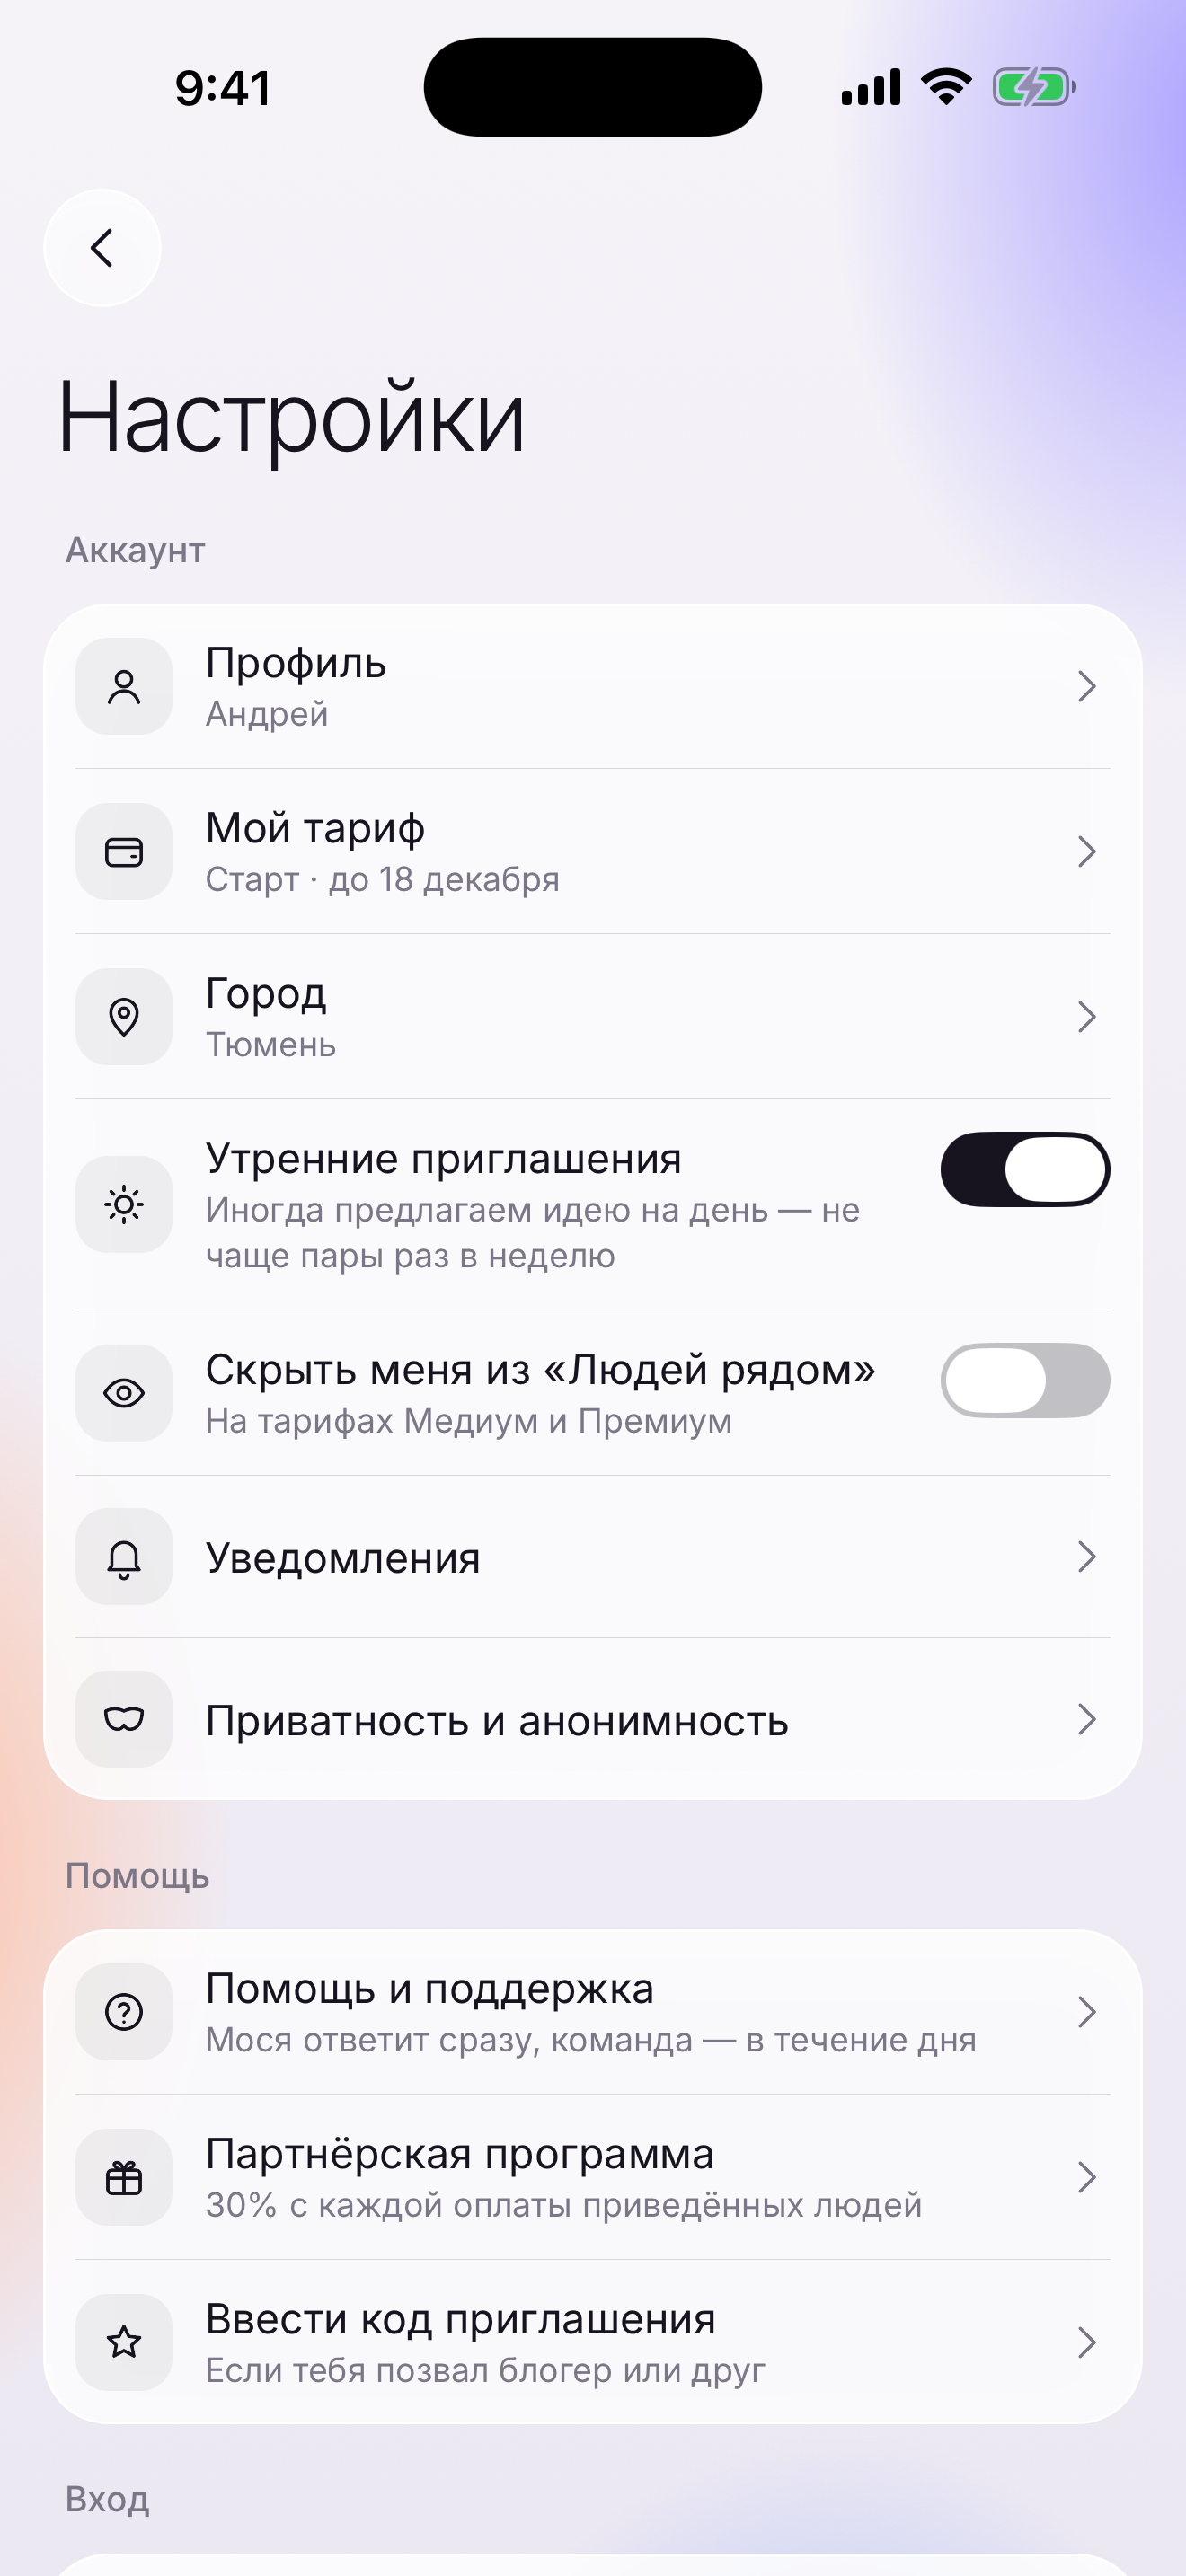 9:41
Настройки
Аккаунт
Профиль
Андрей
Мой тариф
Старт · до 18 декабря
Город
Тюмень
Утренние приглашения
Иногда предлагаем идею на день — не
чаще пары раз в неделю
Скрыть меня из «Людей рядом»
На тарифах Медиум и Премиум
Уведомления
Приватность и анонимность
Помощь
Помощь и поддержка
Мося ответит сразу, команда — в течение дня
Партнёрская программа
30% с каждой оплаты приведённых людей
Ввести код приглашения
Если тебя позвал блогер или друг
Вход